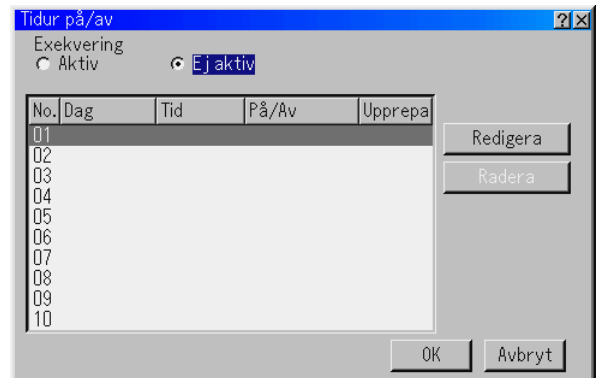 Tidur på/av
Exekvering
Aktiv Ej aktiv
No. Dag Tid På/Av Upprepa
01
02
03
04
05
06
07
08
09
10
Redigera
Radera
OK Avbryt